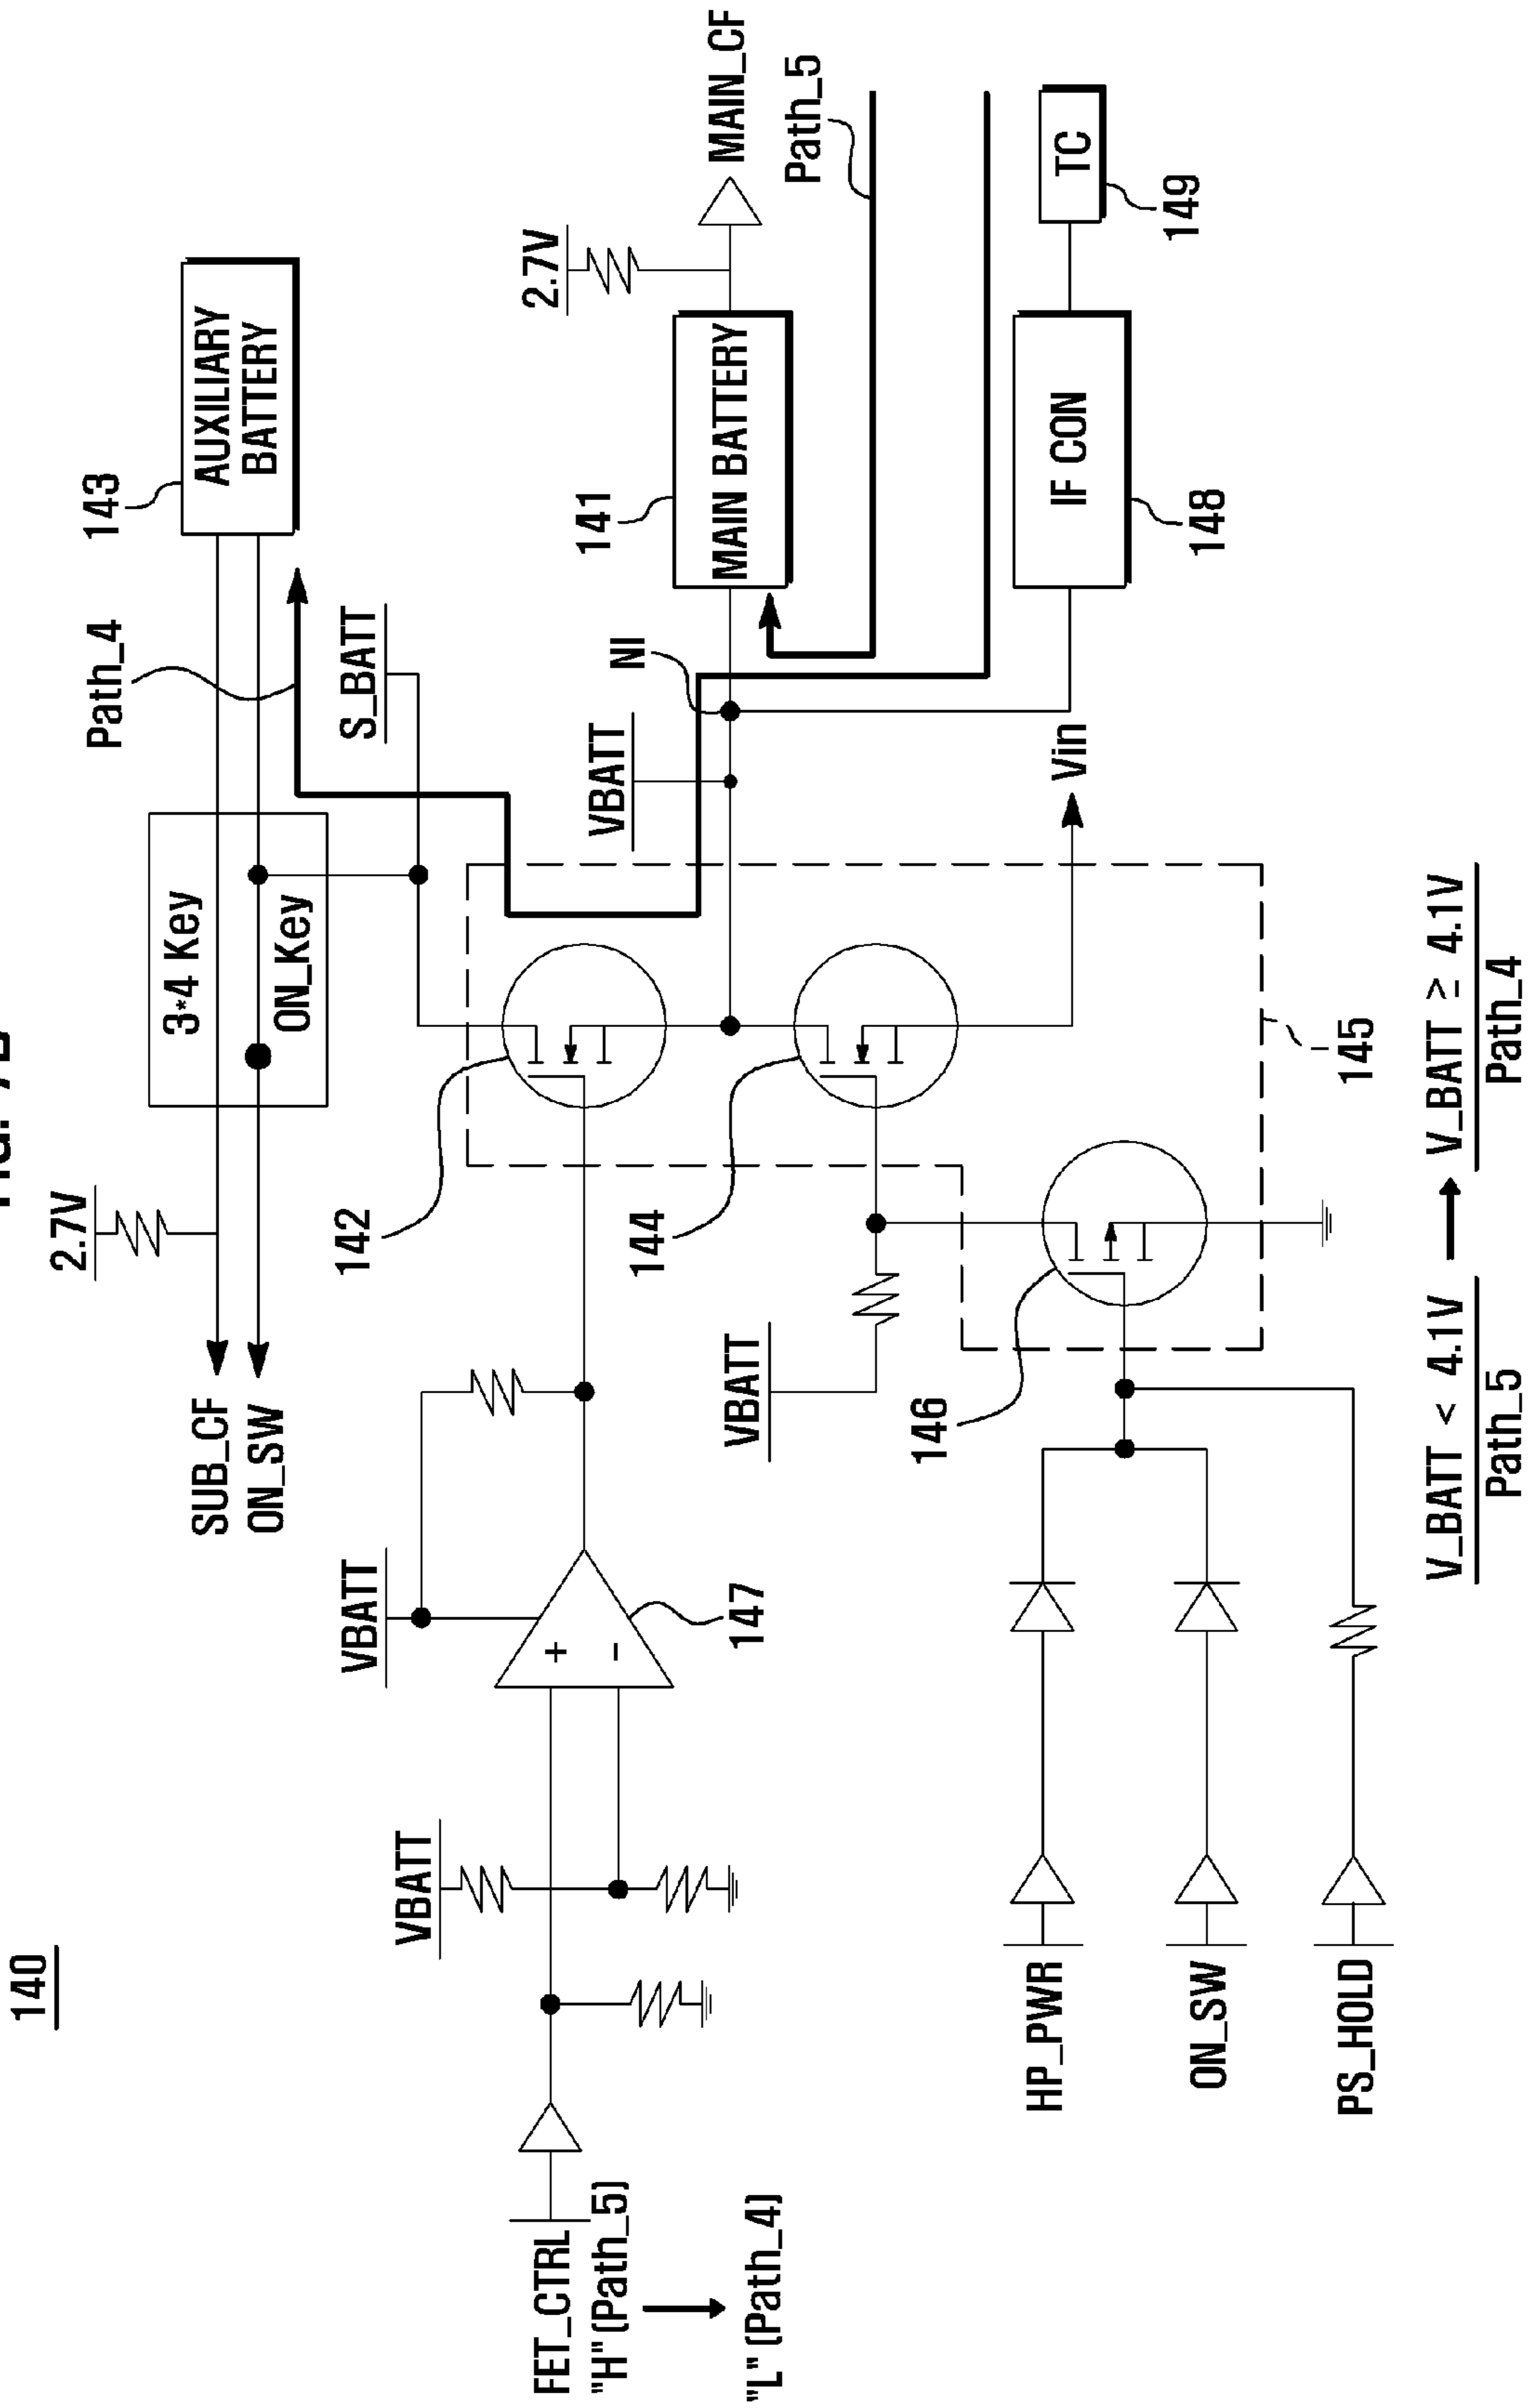 140
2.7V
SUB_CF
ON_SW
3*4 Key
ON_Key
Path_4
143
AUXILIARY
BATTERY
S_BATT
VBATT
VBATT
142
147
+
−
FET_CTRL
"H" (Path_5)
"L" (Path_4)
VBATT
144
VBATT
NI
141
MAIN BATTERY
2.7V
MAIN_CF
Path_5
Vin
IF CON
148
TC
149
146
145
HP_PWR
ON_SW
PS_HOLD
V_BATT < 4.1V
Path_5
V_BATT ≥ 4.1V
Path_4